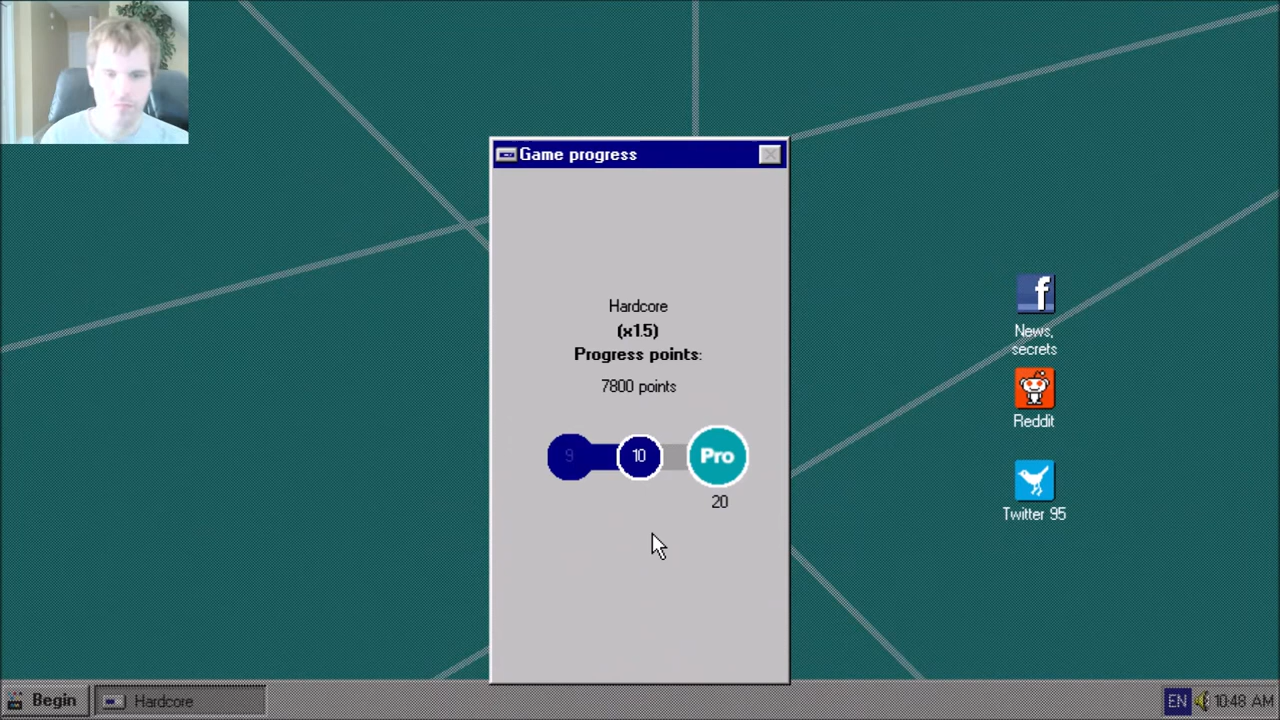 Game progress
Hardcore
(x1.5)
Progress points:
7800 points
9
10
Pro
20
f
News,
secrets
Reddit
Twitter 95
Begin
Hardcore
EN
10:48 AM